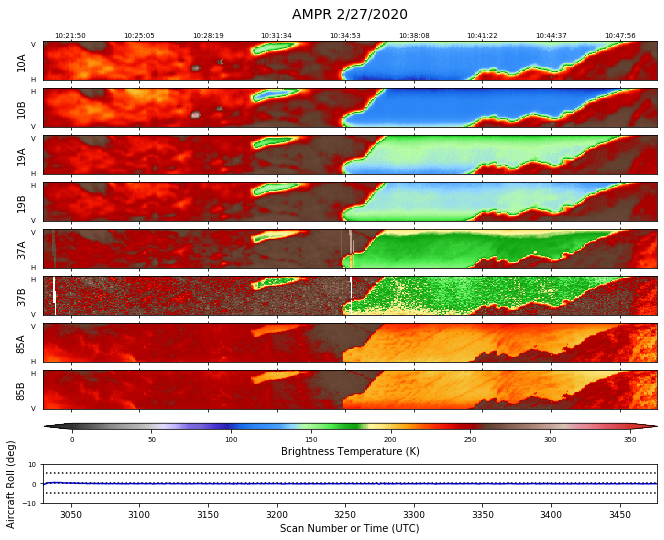 AMPR 2/27/2020
10:21:50 10:25:05 10:28:19 10:31:34 10:34:53 10:38:08 10:41:22 10:44:37 10:47:56
V
10A
H
H
10B
V
V
19A
H
H
19B
V
V
37A
H
H
37B
V
V
85A
H
H
85B
V
0 50 100 150 200 250 300 350
Brightness Temperature (K)
Aircraft Roll (deg)
10
0
−10
3050 3100 3150 3200 3250 3300 3350 3400 3450
Scan Number or Time (UTC)